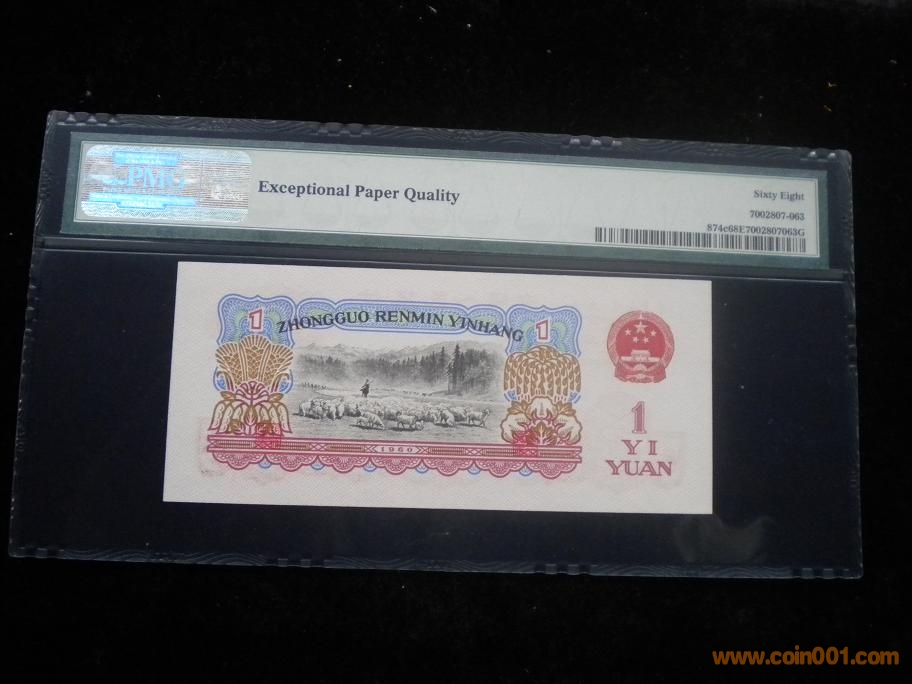 PMG
Exceptional Paper Quality
Sixty Eight
7002807-063
874c68E7002807063G
1
ZHONGGUO RENMIN YINHANG
1
1960
1
YI
YUAN
www.coin001.com